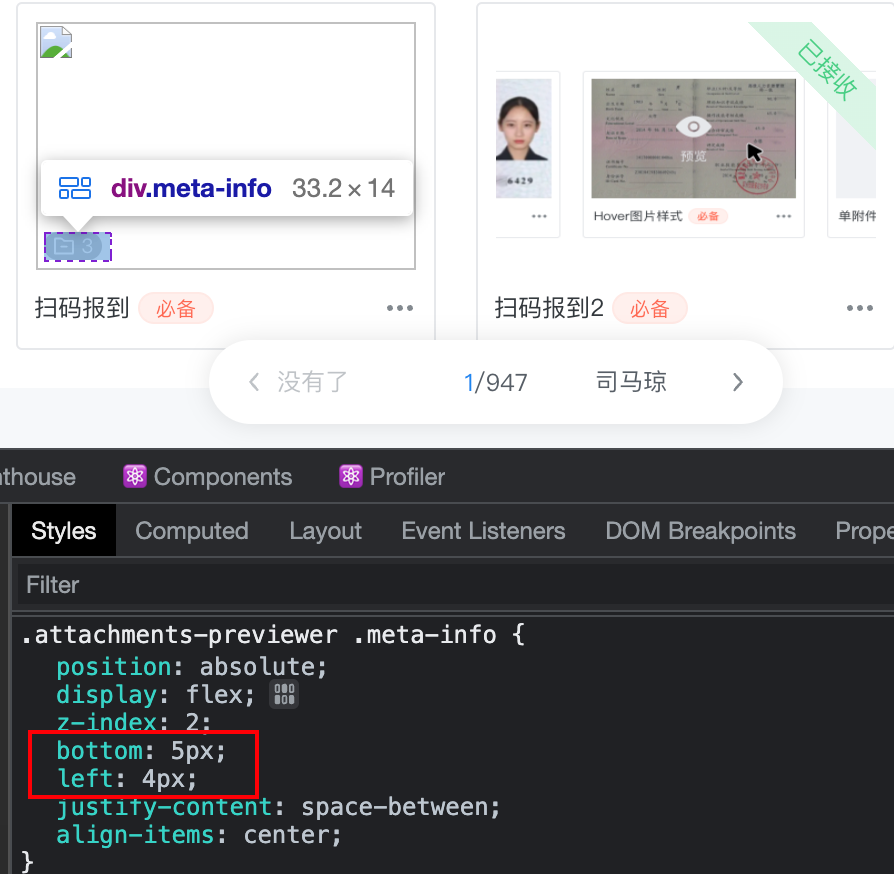 已接收
div.meta-info 33.2 × 14
3
6429
预览
Hover图片样式 必备
单附件
扫码报到 必备
扫码报到2 必备
没有了 1/947 司马琼
thouse Components Profiler
Styles Computed Layout Event Listeners DOM Breakpoints Prope
Filter
.attachments-previewer .meta-info {
position: absolute;
display: flex;
z-index: 2;
bottom: 5px;
left: 4px;
justify-content: space-between;
align-items: center;
}